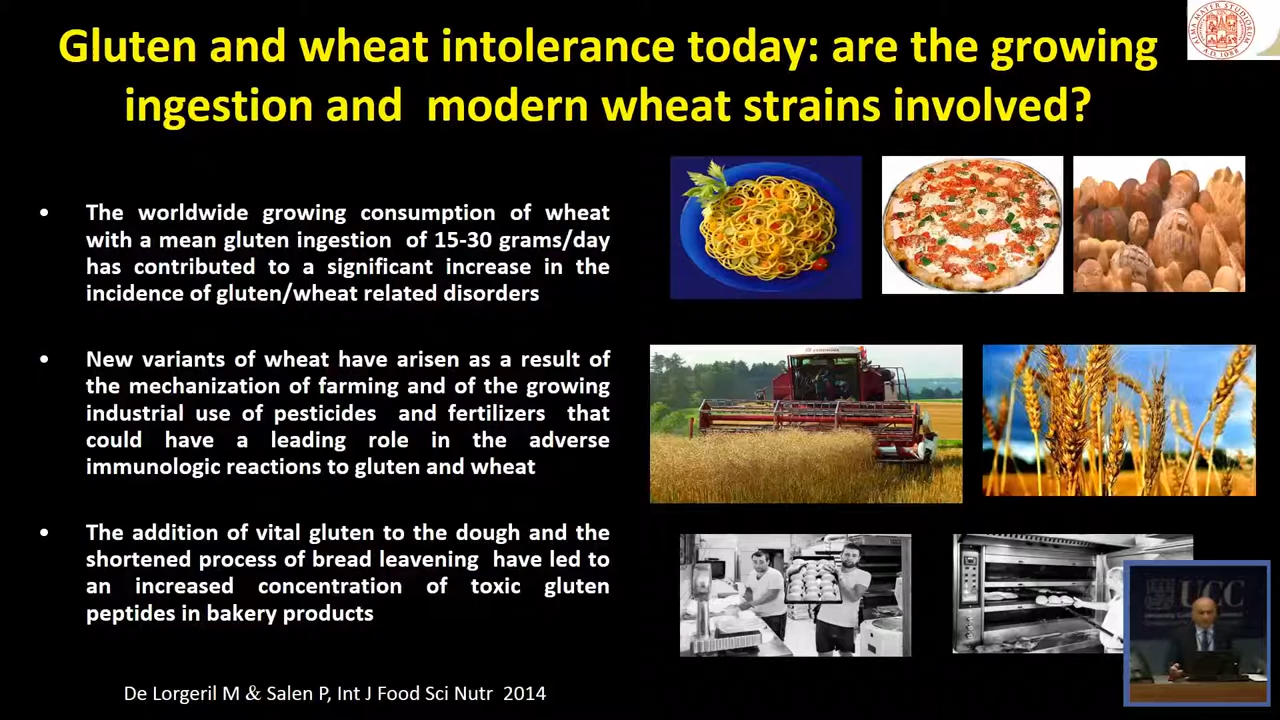 Gluten and wheat intolerance today: are the growing
ingestion and modern wheat strains involved?
• The worldwide growing consumption of wheat
with a mean gluten ingestion of 15-30 grams/day
has contributed to a significant increase in the
incidence of gluten/wheat related disorders
• New variants of wheat have arisen as a result of
the mechanization of farming and of the growing
industrial use of pesticides and fertilizers that
could have a leading role in the adverse
immunologic reactions to gluten and wheat
• The addition of vital gluten to the dough and the
shortened process of bread leavening have led to
an increased concentration of toxic gluten
peptides in bakery products
De Lorgeril M & Salen P, Int J Food Sci Nutr 2014
UCC